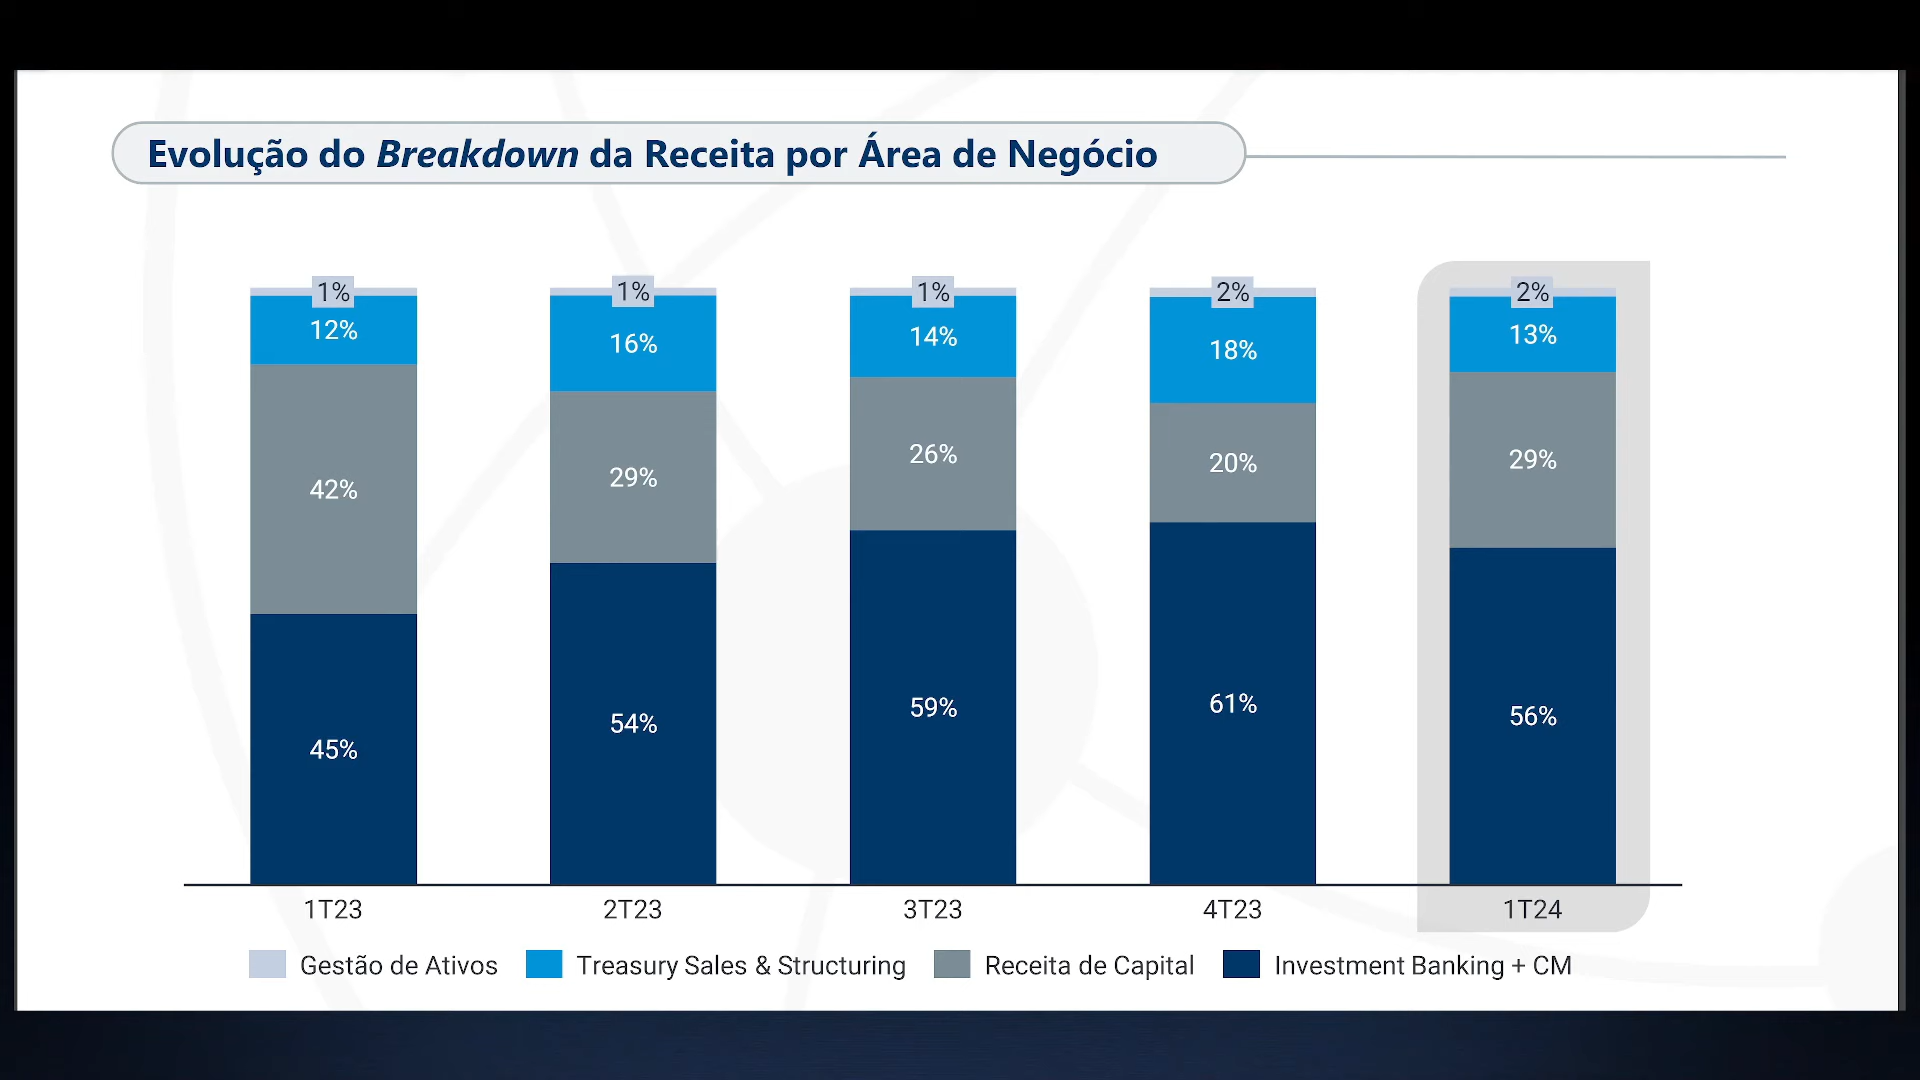 Evolução do Breakdown da Receita por Área de Negócio
1% 1% 1% 2% 2%
12% 16% 14% 18% 13%
42% 29% 26% 20% 29%
45% 54% 59% 61% 56%
1T23 2T23 3T23 4T23 1T24
Gestão de Ativos Treasury Sales & Structuring Receita de Capital Investment Banking + CM